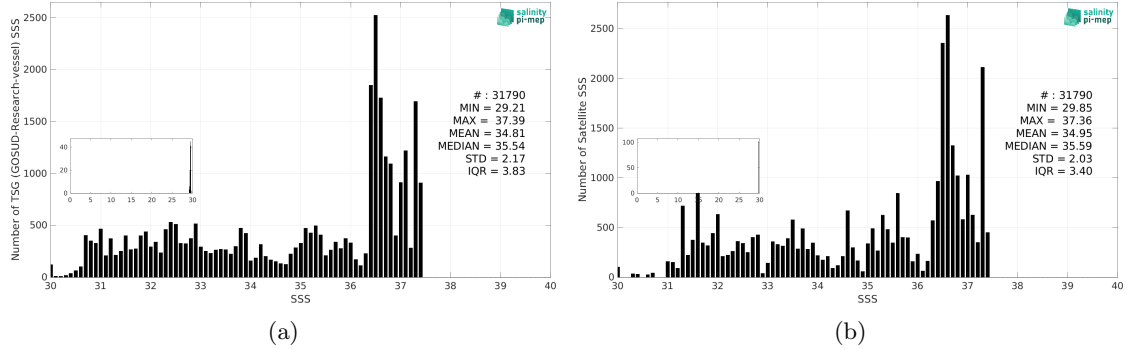 Number of TSG (GOSUD-Research-vessel) SSS
2500
2000
1500
1000
500
0
30 31 32 33 34 35 36 37 38 39 40
SSS
salinity
pi-mep
# : 31790
MIN = 29.21
MAX = 37.39
MEAN = 34.81
MEDIAN = 35.54
STD = 2.17
IQR = 3.83
40
20
0
0 5 10 15 20 25 30
(a)
Number of Satellite SSS
2500
2000
1500
1000
500
0
30 31 32 33 34 35 36 37 38 39 40
SSS
salinity
pi-mep
# : 31790
MIN = 29.85
MAX = 37.36
MEAN = 34.95
MEDIAN = 35.59
STD = 2.03
IQR = 3.40
100
50
0
0 5 10 15 20 25 30
(b)